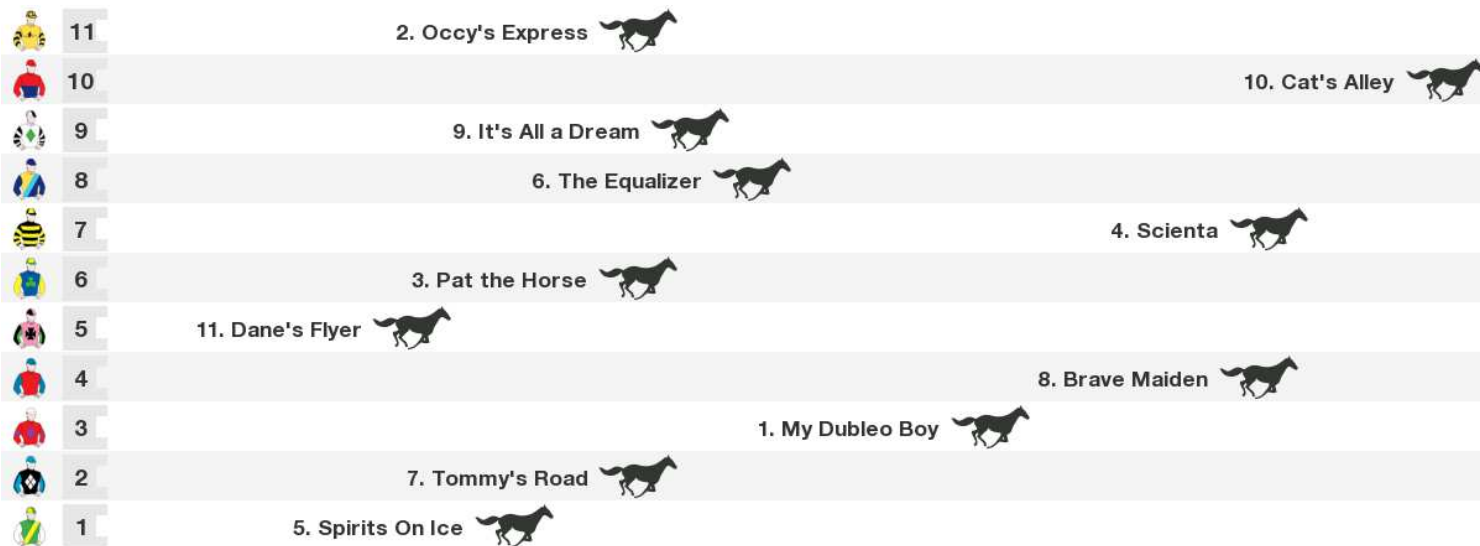 11 2. Occy's Express
10 10. Cat's Alley
9 9. It's All a Dream
8 6. The Equalizer
7 4. Scienta
6 3. Pat the Horse
5 11. Dane's Flyer
4 8. Brave Maiden
3 1. My Dubleo Boy
2 7. Tommy's Road
1 5. Spirits On Ice